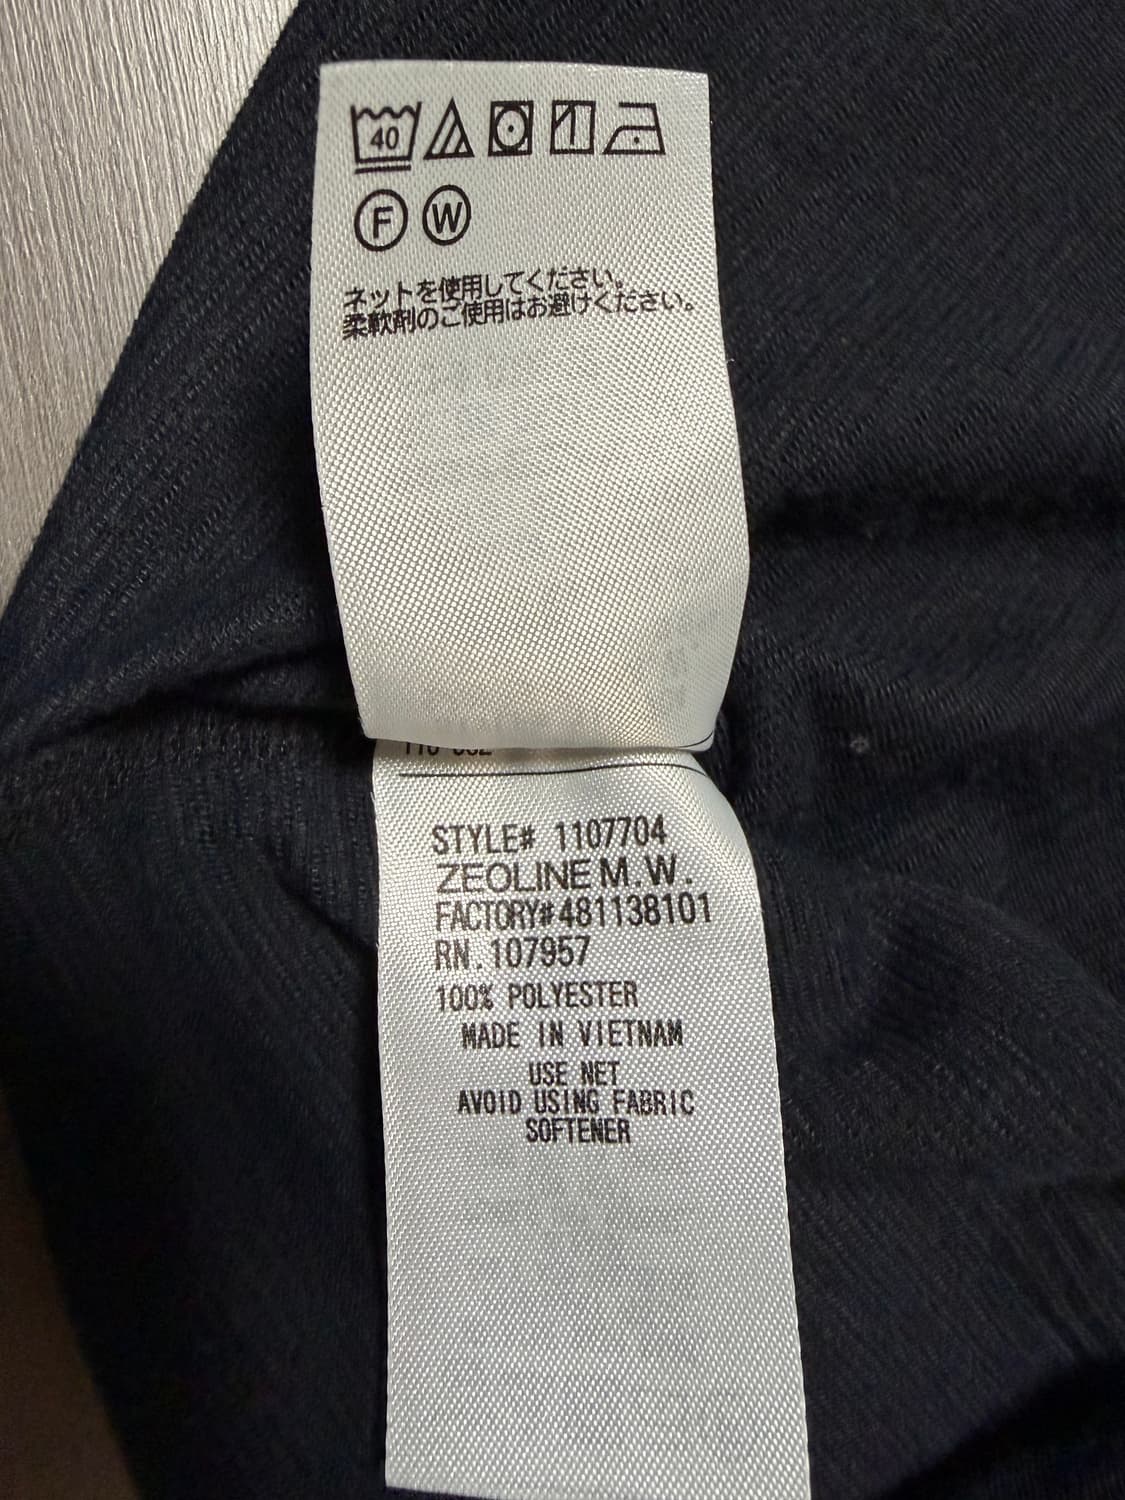 40
F W
ネットを使用してください。
柔軟剤のご使用はお避けください。
STYLE# 1107704
ZEOLINE M.W.
FACTORY#481138101
RN.107957
100% POLYESTER
MADE IN VIETNAM
USE NET
AVOID USING FABRIC
SOFTENER